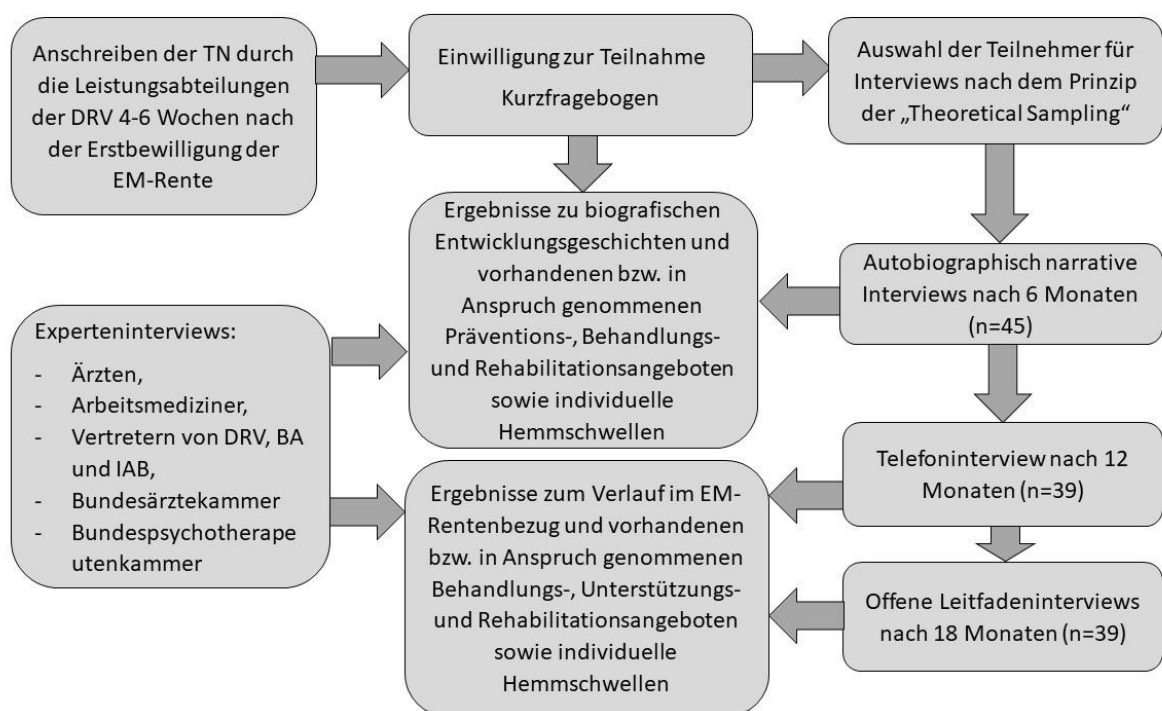 Anschreiben der TN durch
die Leistungsabteilungen
der DRV 4-6 Wochen nach
der Erstbewilligung der
EM-Rente
Einwilligung zur Teilnahme
Kurzfragebogen
Auswahl der Teilnehmer für
Interviews nach dem Prinzip
der „Theoretical Sampling“
Ergebnisse zu biografischen
Entwicklungsgeschichten und
vorhandenen bzw. in
Anspruch genommenen
Präventions-, Behandlungs-
und Rehabilitationsangeboten
sowie individuelle
Hemmschwellen
Autobiographisch narrative
Interviews nach 6 Monaten
(n=45)
Experteninterviews:
- Ärzten,
- Arbeitsmediziner,
- Vertretern von DRV, BA
und IAB,
- Bundesärztekammer
- Bundespsychotherape
utenkammer
Telefoninterview nach 12
Monaten (n=39)
Ergebnisse zum Verlauf im EM-
Rentenbezug und vorhandenen
bzw. in Anspruch genommenen
Behandlungs-, Unterstützungs-
und Rehabilitationsangeboten
sowie individuelle
Hemmschwellen
Offene Leitfadeninterviews
nach 18 Monaten (n=39)